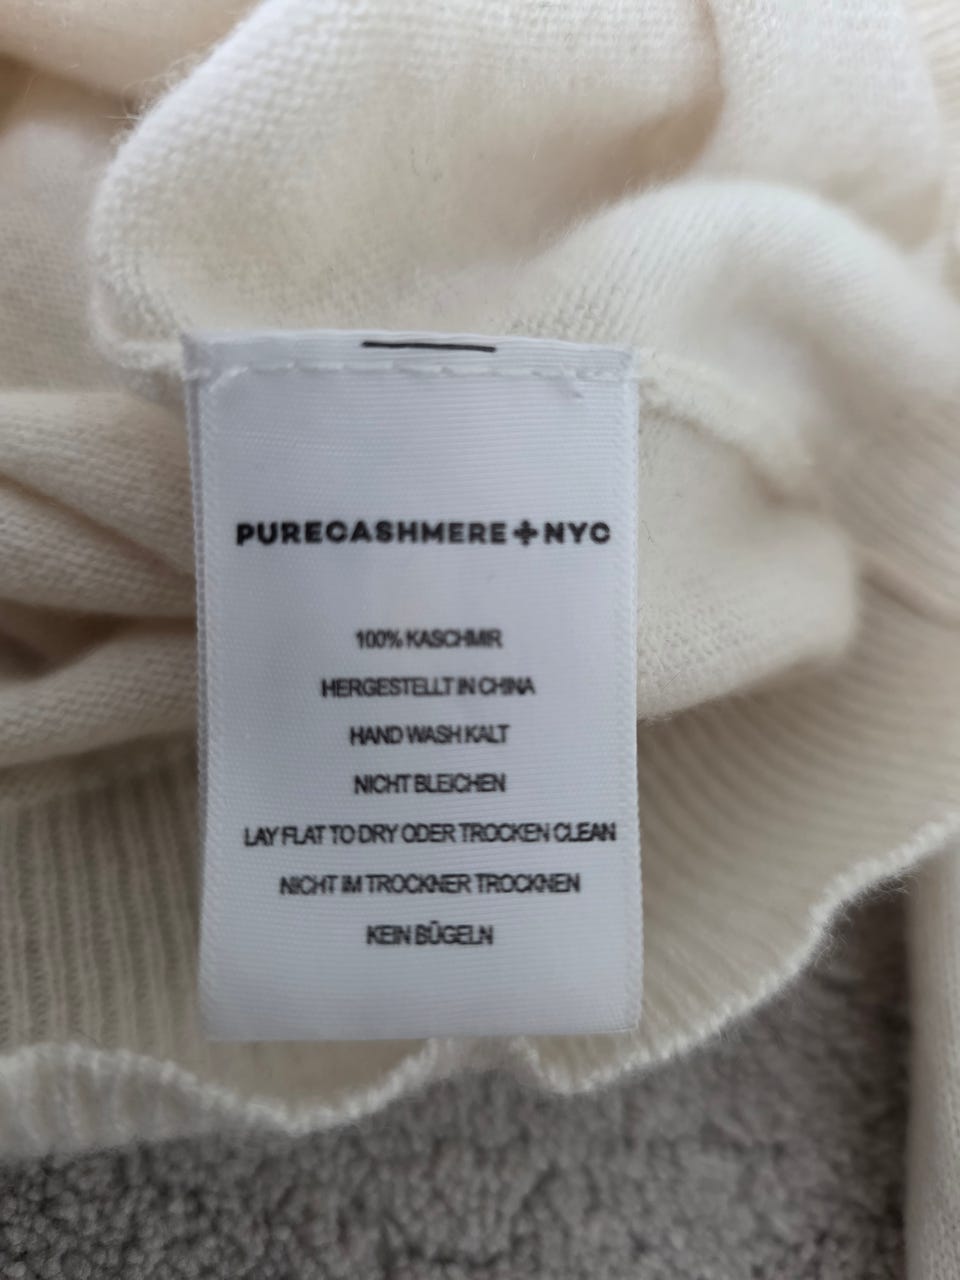 PURECASHMERE+NYC
100% KASCHMIR
HERGESTELLT IN CHINA
HAND WASH KALT
NICHT BLEICHEN
LAY FLAT TO DRY ODER TROCKEN CLEAN
NICHT IM TROCKNER TROCKNEN
KEIN BÜGELN